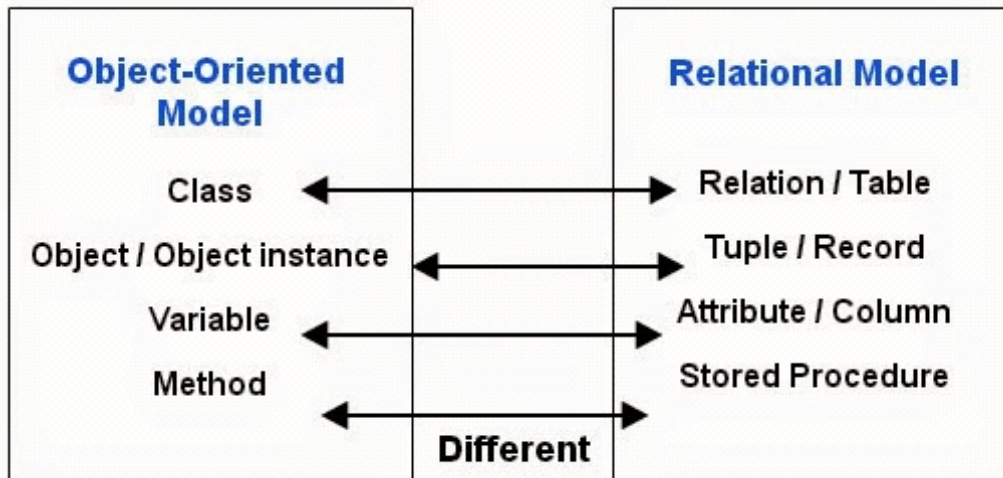 Object-Oriented
Model
Class
Object / Object instance
Variable
Method
Relational Model
Relation / Table
Tuple / Record
Attribute / Column
Stored Procedure
Different